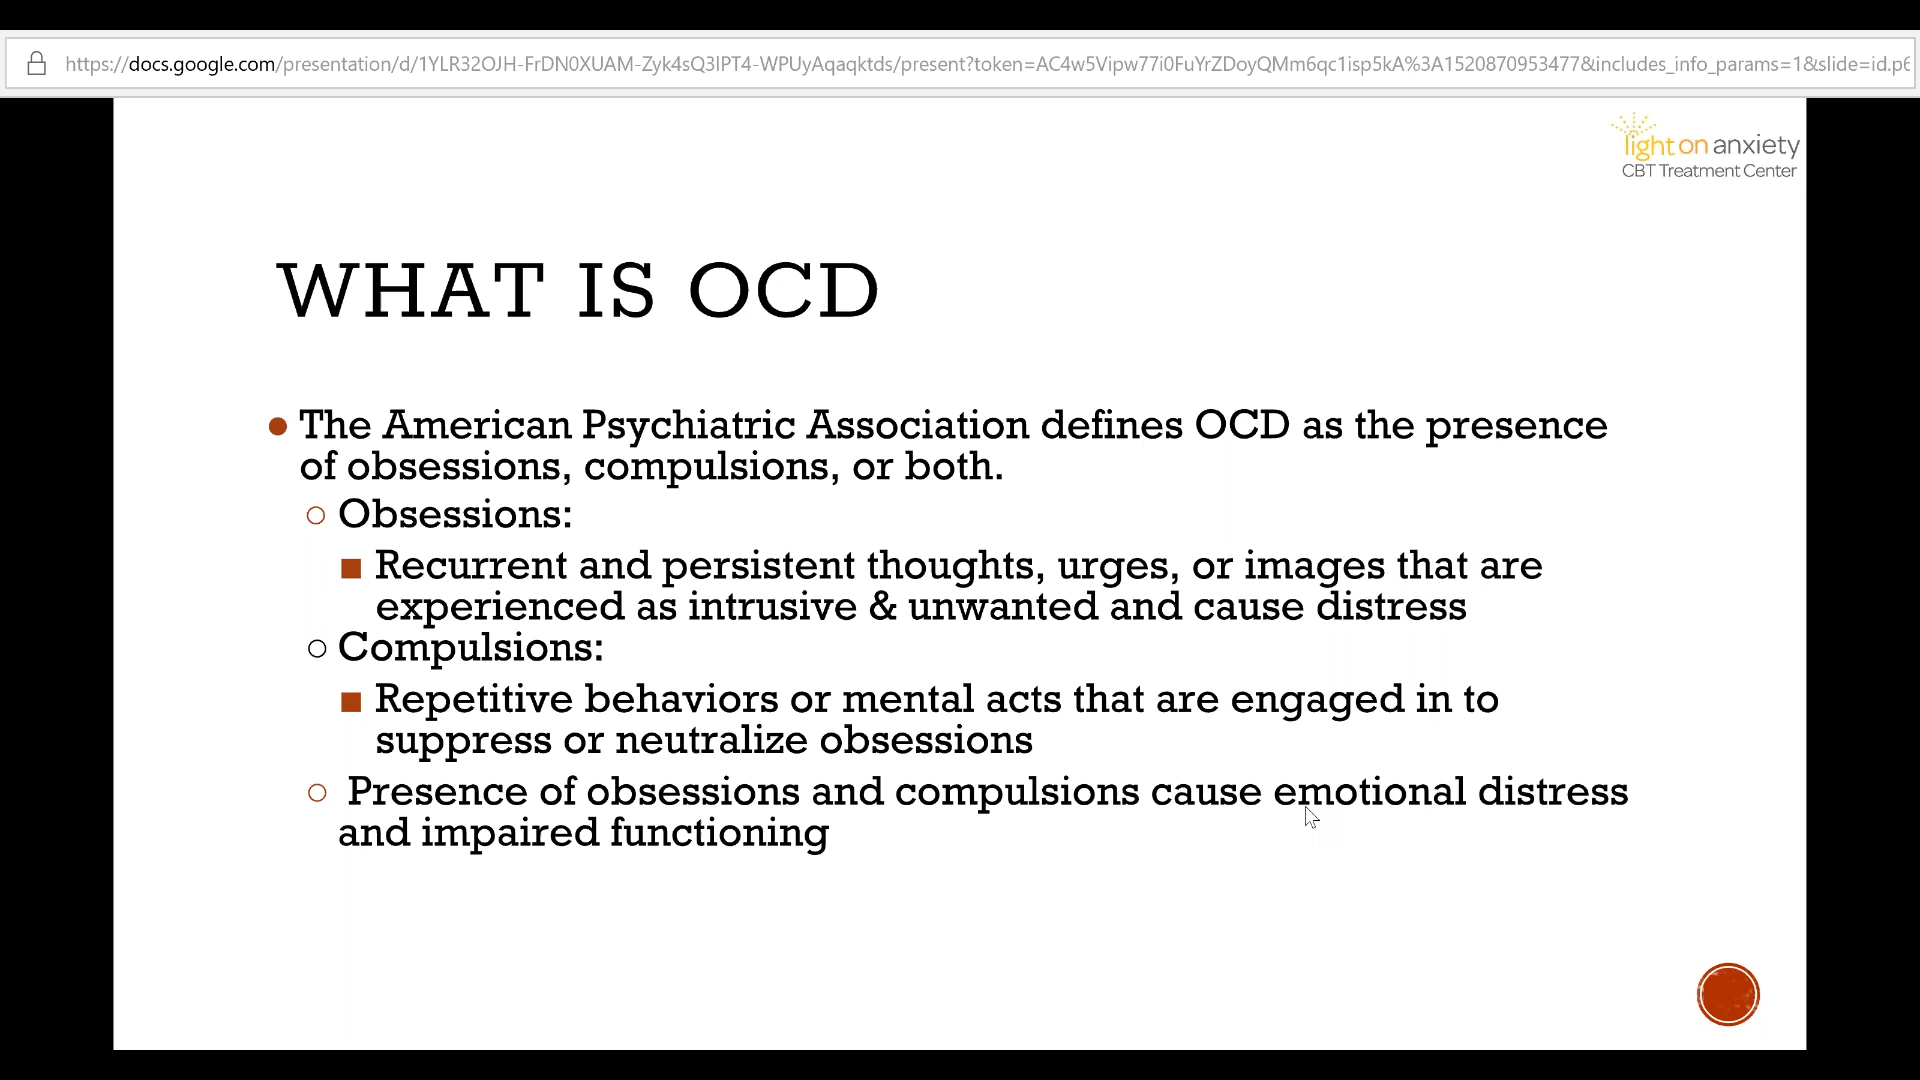 https://docs.google.com/presentation/d/1YLR32OJH-FrDN0XUAM-Zyk4sQ3IPT4-WPUyAqaqktds/present?token=AC4w5Vipw77i0FuYrZDoyQMm6qc1isp5kA%3A1520870953477&includes_info_params=1&slide=id.p6
light on anxiety
CBT Treatment Center
WHAT IS OCD
The American Psychiatric Association defines OCD as the presence
of obsessions, compulsions, or both.
Obsessions:
Recurrent and persistent thoughts, urges, or images that are
experienced as intrusive & unwanted and cause distress
Compulsions:
Repetitive behaviors or mental acts that are engaged in to
suppress or neutralize obsessions
Presence of obsessions and compulsions cause emotional distress
and impaired functioning